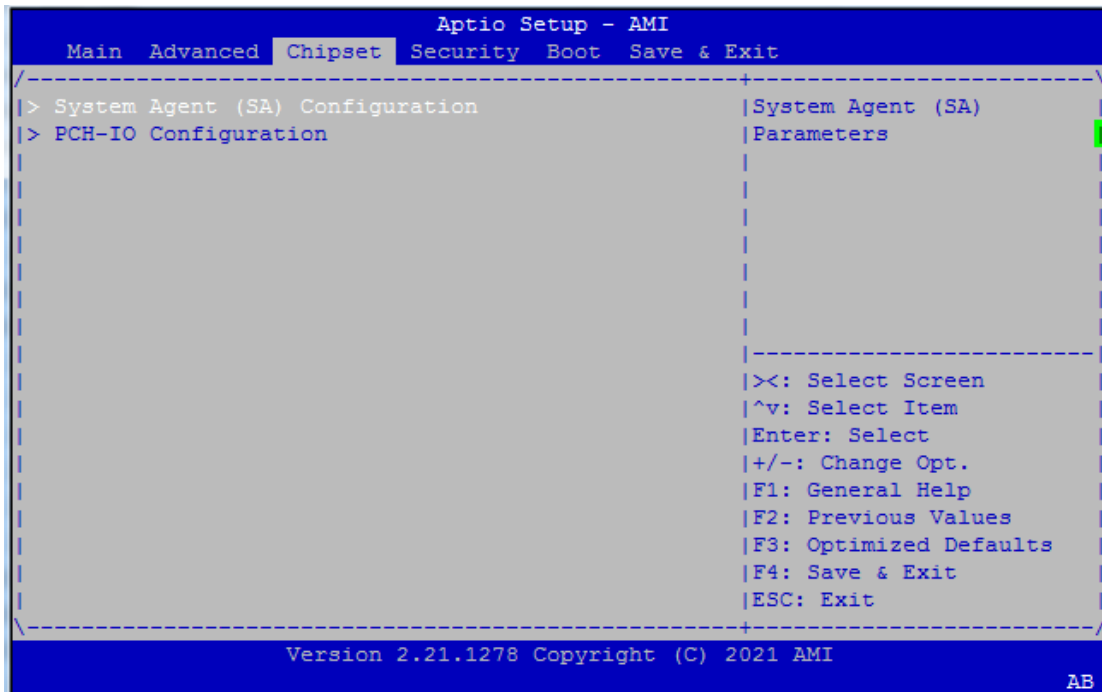 Aptio Setup - AMI
Main Advanced Chipset Security Boot Save & Exit
> System Agent (SA) Configuration
> PCH-IO Configuration
System Agent (SA)
Parameters
><: Select Screen
^v: Select Item
Enter: Select
+/-: Change Opt.
F1: General Help
F2: Previous Values
F3: Optimized Defaults
F4: Save & Exit
ESC: Exit
Version 2.21.1278 Copyright (C) 2021 AMI
AB